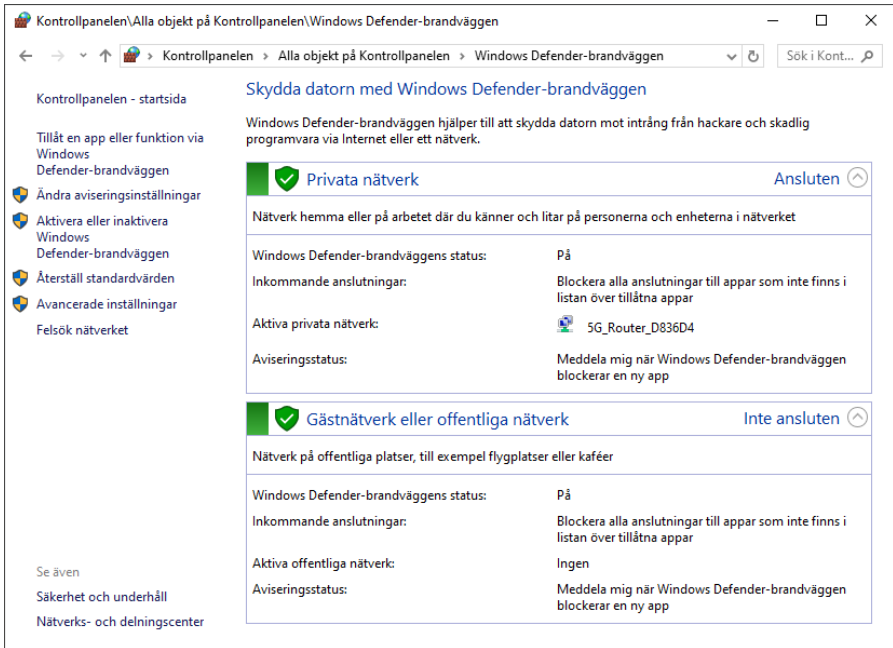 Kontrollpanelen\Alla objekt på Kontrollpanelen\Windows Defender-brandväggen
Kontrollpanelen > Alla objekt på Kontrollpanelen > Windows Defender-brandväggen
Sök i Kont...
Kontrollpanelen - startsida
Tillåt en app eller funktion via
Windows
Defender-brandväggen
Ändra aviseringsinställningar
Aktivera eller inaktivera
Windows
Defender-brandväggen
Återställ standardvärden
Avancerade inställningar
Felsök nätverket
Se även
Säkerhet och underhåll
Nätverks- och delningscenter
Skydda datorn med Windows Defender-brandväggen
Windows Defender-brandväggen hjälper till att skydda datorn mot intrång från hackare och skadlig
programvara via Internet eller ett nätverk.
Privata nätverk Ansluten
Nätverk hemma eller på arbetet där du känner och litar på personerna och enheterna i nätverket
Windows Defender-brandväggens status: På
Inkommande anslutningar: Blockera alla anslutningar till appar som inte finns i
listan över tillåtna appar
Aktiva privata nätverk: 5G_Router_D836D4
Aviseringsstatus: Meddela mig när Windows Defender-brandväggen
blockerar en ny app
Gästnätverk eller offentliga nätverk Inte ansluten
Nätverk på offentliga platser, till exempel flygplatser eller kaféer
Windows Defender-brandväggens status: På
Inkommande anslutningar: Blockera alla anslutningar till appar som inte finns i
listan över tillåtna appar
Aktiva offentliga nätverk: Ingen
Aviseringsstatus: Meddela mig när Windows Defender-brandväggen
blockerar en ny app